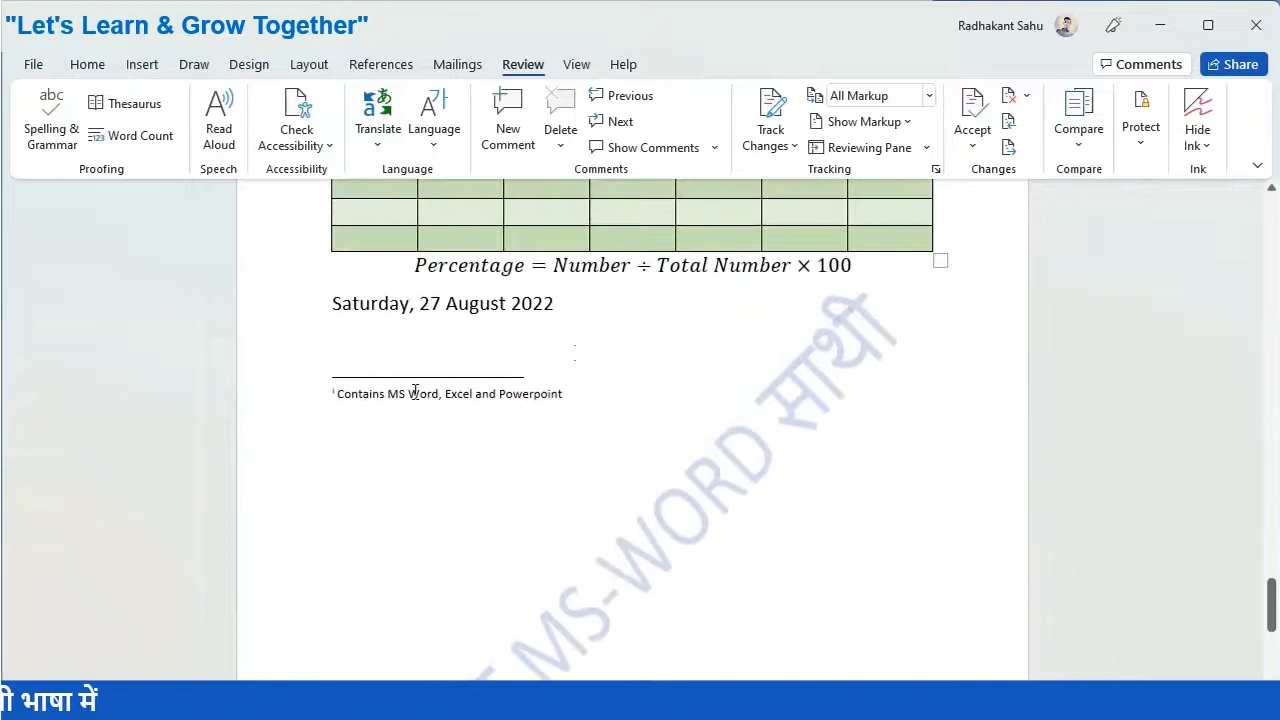 "Let's Learn & Grow Together"
Radhakant Sahu
File Home Insert Draw Design Layout References Mailings Review View Help
Comments Share
abc
Spelling & Grammar
Thesaurus
Word Count
Proofing
Read Aloud
Speech
Check Accessibility
Accessibility
Translate
Language
Language
New Comment
Delete
Previous
Next
Show Comments
Comments
Track Changes
All Markup
Show Markup
Reviewing Pane
Tracking
Accept
Changes
Compare
Compare
Protect
Hide Ink
Ink
Percentage = Number ÷ Total Number × 100
Saturday, 27 August 2022
i Contains MS Word, Excel and Powerpoint
MS-WORD साथी
भाषा में